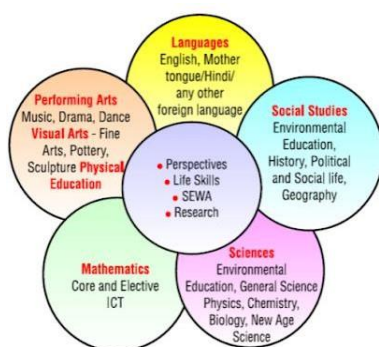 Languages
English, Mother
tongue/Hindi/
any other
foreign language
Performing Arts
Music, Drama, Dance
Visual Arts - Fine
Arts, Pottery,
Sculpture Physical
Education
Social Studies
Environmental
Education,
History, Political
and Social life,
Geography
• Perspectives
• Life Skills
• SEWA
• Research
Mathematics
Core and Elective
ICT
Sciences
Environmental
Education, General Science
Physics, Chemistry,
Biology, New Age
Science